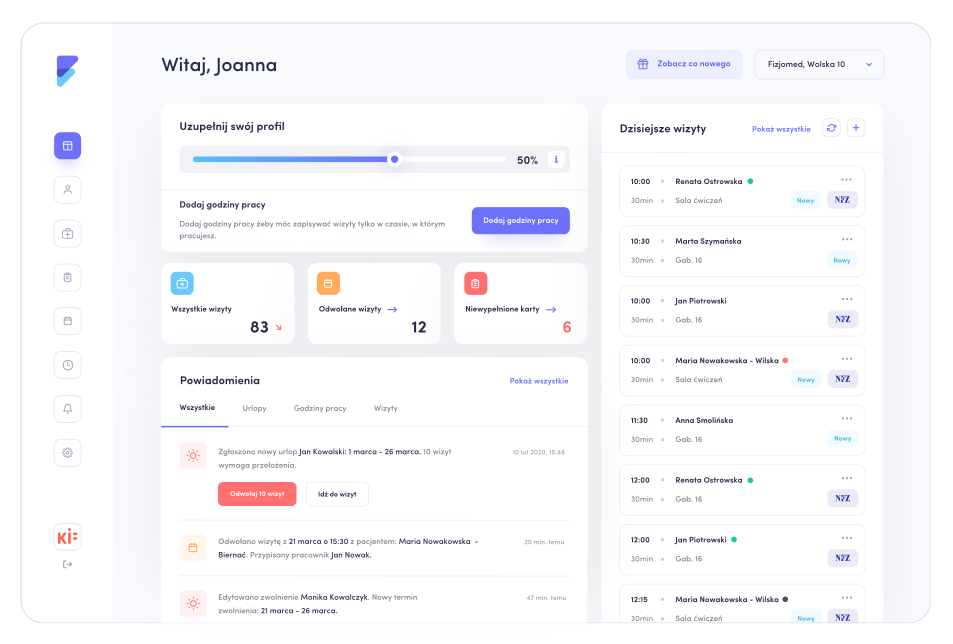 Witaj, Joanna
Zobacz co nowego
Fizjomed, Wolska 10
Uzupełnij swój profil
50%
i
Dodaj godziny pracy
Dodaj godziny pracy żeby móc zapisywać wizyty tylko w czasie, w którym
pracujesz.
Dodaj godziny pracy
Wszystkie wizyty
83
Odwołane wizyty
12
Niewypełnione karty
6
Powiadomienia
Pokaż wszystkie
Wszystkie
Urlopy
Godziny pracy
Wizyty
Zgłoszono nowy urlop Jan Kowalski: 1 marca - 26 marca. 10 wizyt
wymaga przełożenia.
10 lut 2020, 15:48
Odwołaj 10 wizyt
Idź do wizyt
Odwołano wizytę z 21 marca o 15:30 z pacjentem: Maria Nowakowska -
Biernać. Przypisany pracownik Jan Nowak.
20 min. temu
Edytowano zwolnienie Monika Kowalczyk. Nowy termin
zwolnienia: 21 marca - 26 marca.
47 min. temu
Dzisiejsze wizyty
Pokaż wszystkie
10:00 Renata Ostrowska
30min Sala ćwiczeń Nowy NFZ
10:30 Marta Szymańska
30min Gab. 16 Nowy
10:00 Jan Piotrowski
30min Gab. 16 NFZ
10:00 Maria Nowakowska - Wilska
30min Sala ćwiczeń Nowy NFZ
11:30 Anna Smolińska
30min Gab. 16 Nowy
12:00 Renata Ostrowska
30min Gab. 16 NFZ
12:00 Jan Piotrowski
30min Gab. 16 NFZ
12:15 Maria Nowakowska - Wilska
30min Sala ćwiczeń Nowy NFZ
KiF